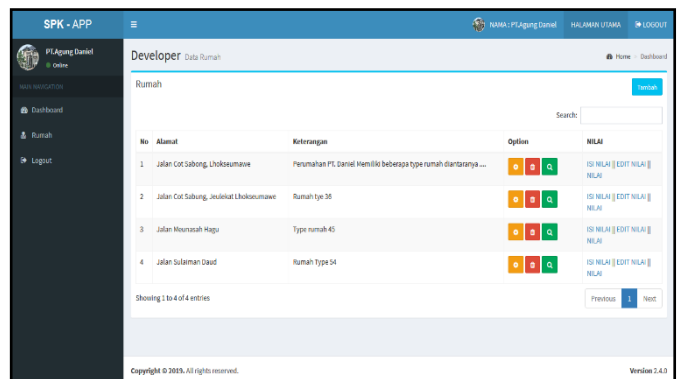 SPK - APP
NAMA : PT.Agung Daniel
HALAMAN UTAMA
LOGOUT
PT.Agung Daniel
Online
MAIN NAVIGATION
Dashboard
Rumah
Logout
Developer Data Rumah
Home > Dashboard
Rumah
Tambah
Search:
No Alamat Keterangan Option NILAI
1 Jalan Cot Sabong, Lhokseumawe Perumahan PT. Daniel Memiliki beberapa type rumah diantaranya .... ISI NILAI || EDIT NILAI ||
NILAI
2 Jalan Cot Sabung, Jeulekat Lhokseumawe Rumah tye 36 ISI NILAI || EDIT NILAI ||
NILAI
3 Jalan Meunasah Hagu Type rumah 45 ISI NILAI || EDIT NILAI ||
NILAI
4 Jalan Sulaiman Daud Rumah Type 54 ISI NILAI || EDIT NILAI ||
NILAI
Showing 1 to 4 of 4 entries
Previous 1 Next
Copyright © 2019. All rights reserved.
Version 2.4.0